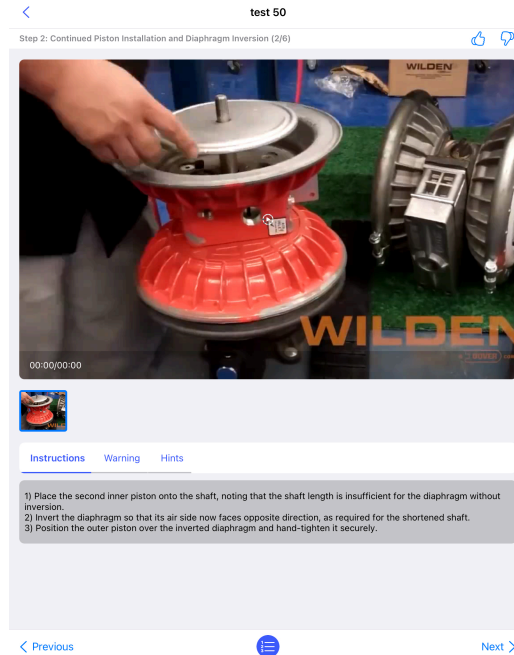 test 50
Step 2: Continued Piston Installation and Diaphragm Inversion (2/6)
WILDEN
WILDEN
00:00/00:00
Instructions Warning Hints
1) Place the second inner piston onto the shaft, noting that the shaft length is insufficient for the diaphragm without
inversion.
2) Invert the diaphragm so that its air side now faces opposite direction, as required for the shortened shaft.
3) Position the outer piston over the inverted diaphragm and hand-tighten it securely.
Previous
Next